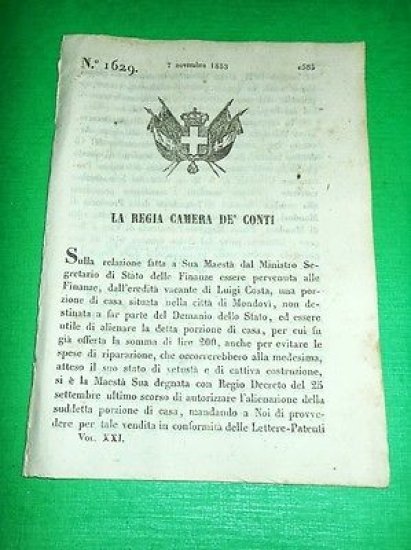 N.º 1629. 7 novembre 1853 1585
LA REGIA CAMERA DE' CONTI
Sulla relazione fatta a Sua Maestà dal Ministro Se-
gretario di Stato delle Finanze essere pervenuta alle
Finanze, dall'eredità vacante di Luigi Costa, una por-
zione di casa situata nella città di Mondovì, non de-
stinata a far parte del Demanio dello Stato, ed essere
utile di alienare la detta porzione di casa, per cui fu
già offerta la somma di lire 200, anche per evitare le
spese di riparazione, che occorrerebbero alla medesima,
atteso il suo stato di vetustà e di cattiva costruzione,
si è la Maestà Sua degnata con Regio Decreto del 25
settembre ultimo scorso di autorizzare l'alienazione della
suddetta porzione di casa, mandando a Noi di provve-
dere per tale vendita in conformità delle Lettere-Patenti
Vol. XXI.